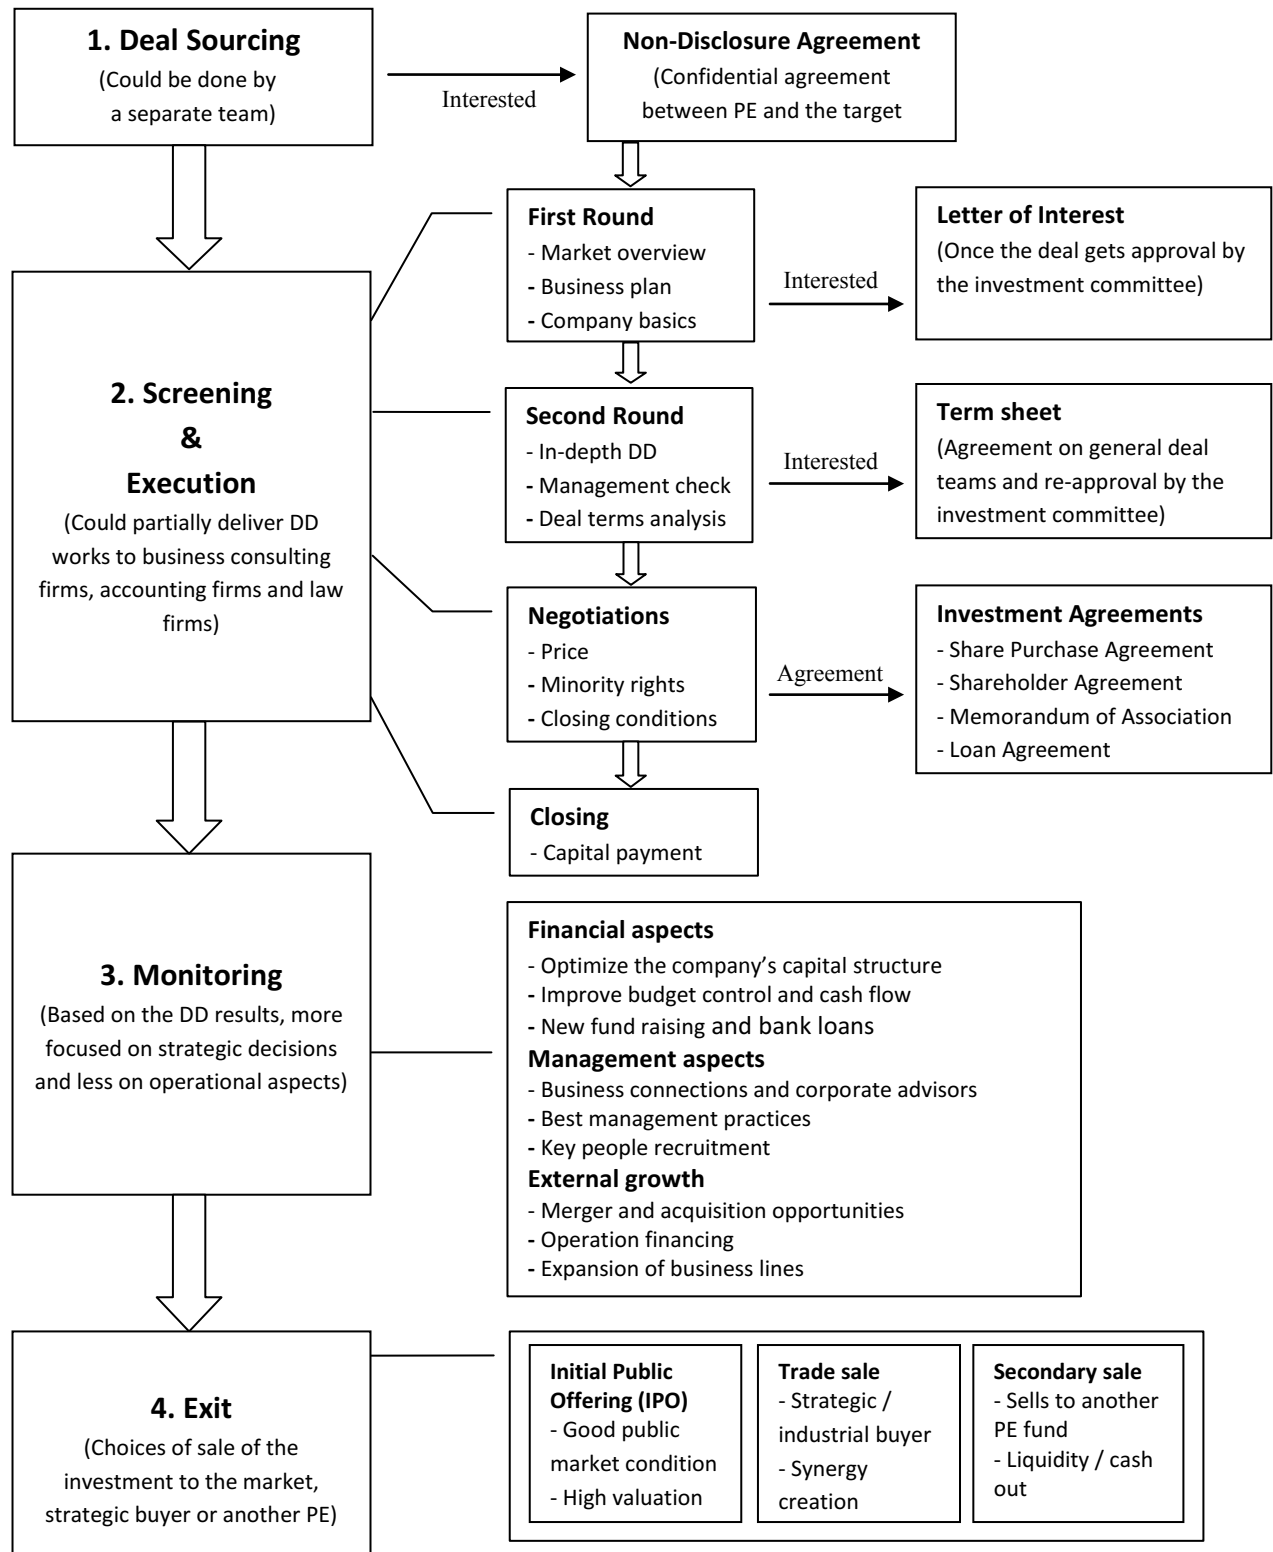 1. Deal Sourcing
(Could be done by
a separate team)
Interested
Non-Disclosure Agreement
(Confidential agreement
between PE and the target
First Round
- Market overview
- Business plan
- Company basics
Interested
Letter of Interest
(Once the deal gets approval by
the investment committee)
2. Screening
&
Execution
(Could partially deliver DD
works to business consulting
firms, accounting firms and law
firms)
Second Round
- In-depth DD
- Management check
- Deal terms analysis
Interested
Term sheet
(Agreement on general deal
teams and re-approval by the
investment committee)
Negotiations
- Price
- Minority rights
- Closing conditions
Agreement
Investment Agreements
- Share Purchase Agreement
- Shareholder Agreement
- Memorandum of Association
- Loan Agreement
Closing
- Capital payment
3. Monitoring
(Based on the DD results, more
focused on strategic decisions
and less on operational aspects)
Financial aspects
- Optimize the company’s capital structure
- Improve budget control and cash flow
- New fund raising and bank loans
Management aspects
- Business connections and corporate advisors
- Best management practices
- Key people recruitment
External growth
- Merger and acquisition opportunities
- Operation financing
- Expansion of business lines
4. Exit
(Choices of sale of the
investment to the market,
strategic buyer or another PE)
Initial Public
Offering (IPO)
- Good public
market condition
- High valuation
Trade sale
- Strategic /
industrial buyer
- Synergy
creation
Secondary sale
- Sells to another
PE fund
- Liquidity / cash
out